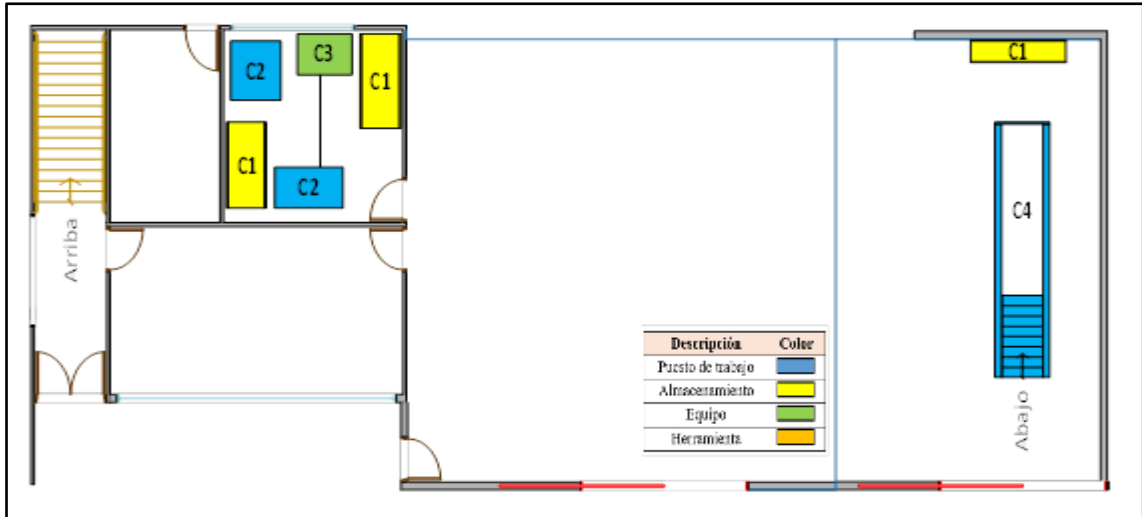 C3
C2
C1
C1
C2
C1
C4
Arriba
Abajo
Descripción Color
Puesto de trabajo
Almacenamiento
Equipo
Herramienta